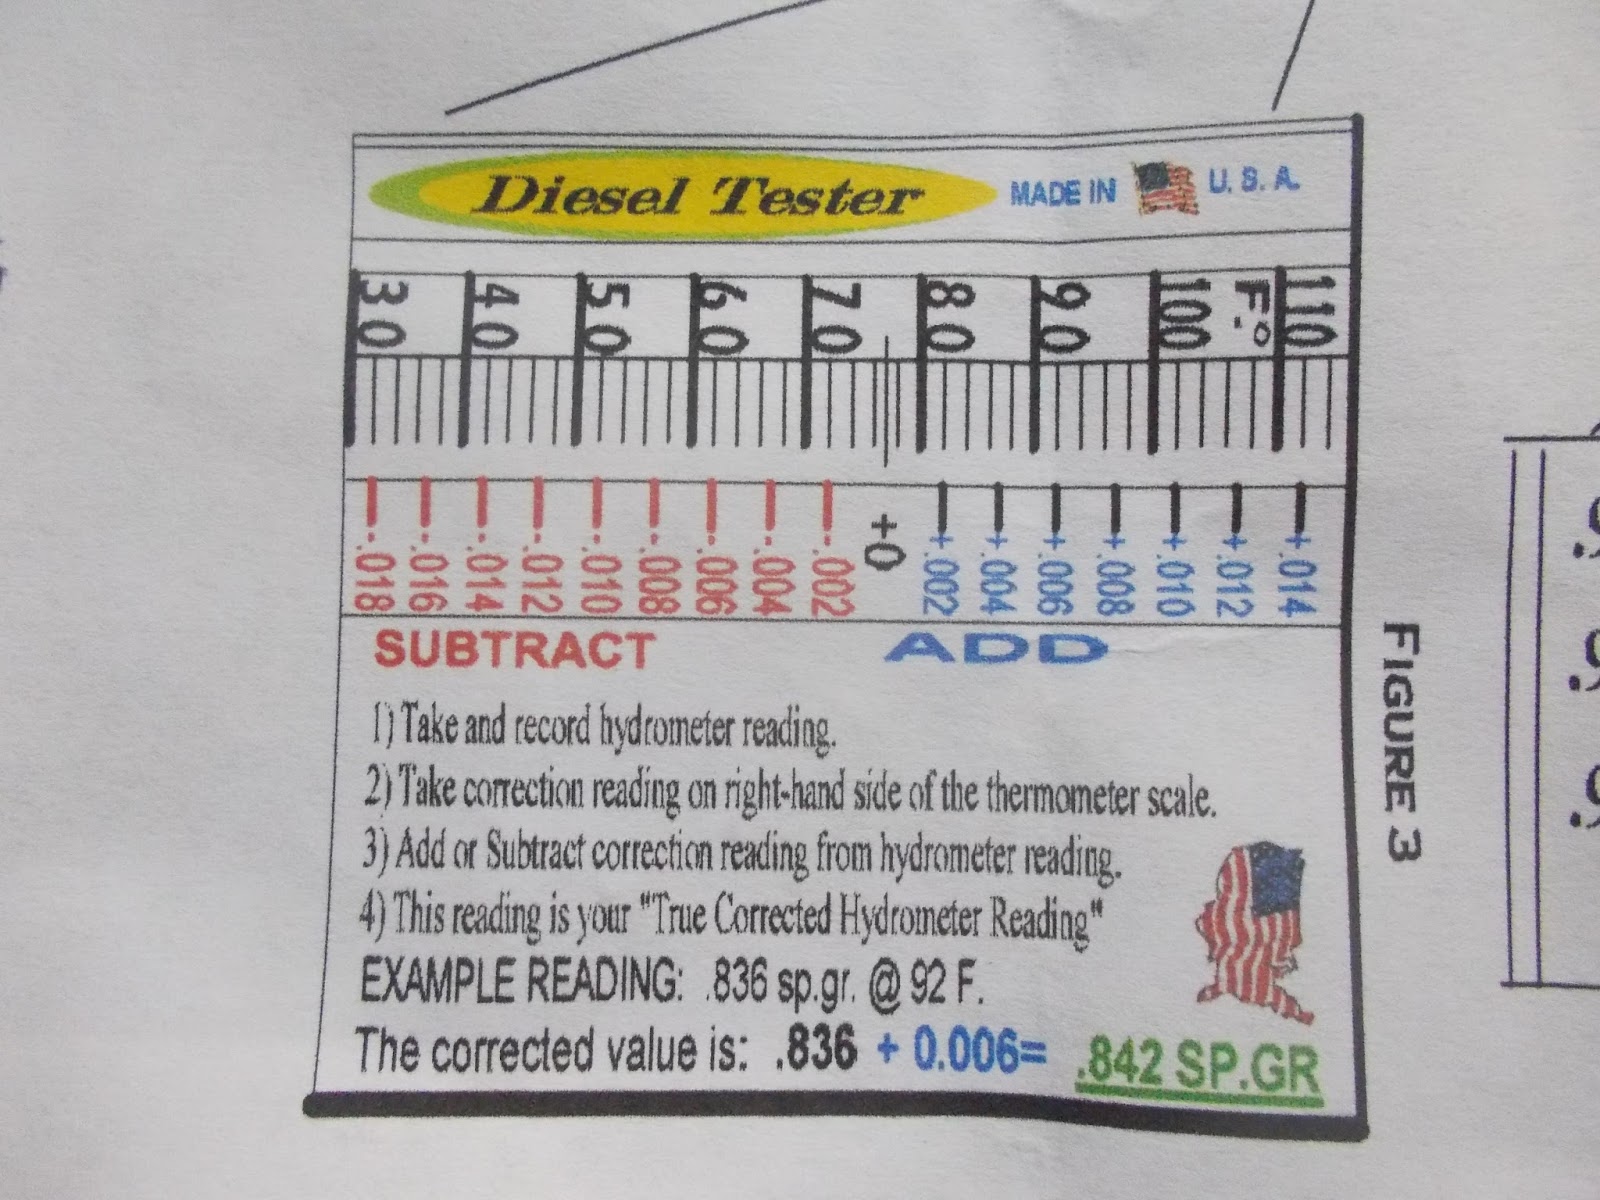 Diesel Tester MADE IN U. S. A.
30 40 50 60 70 80 90 100 F.° 110
-.018 -.016 -.014 -.012 -.010 -.008 -.006 -.004 -.002 +0 +.002 +.004 +.006 +.008 +.010 +.012 +.014
SUBTRACT ADD
1) Take and record hydrometer reading.
2) Take correction reading on right-hand side of the thermometer scale.
3) Add or Subtract correction reading from hydrometer reading.
4) This reading is your "True Corrected Hydrometer Reading"
EXAMPLE READING: .836 sp.gr. @ 92 F.
The corrected value is: .836 + 0.006= .842 SP.GR
FIGURE 3